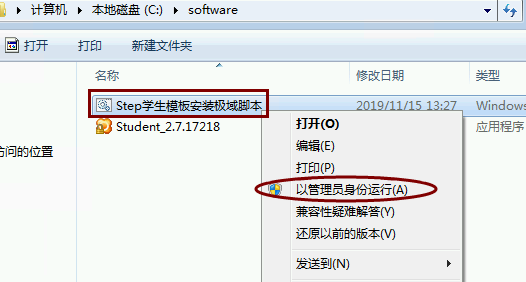 计算机 ▸ 本地磁盘 (C:) ▸ software
打开 打印 新建文件夹
名称 修改日期 类型
Step学生模板安装极域脚本 2019/11/15 13:27 Windows
Student_2.7.17218 应用程序
访问的位置
打开(O)
编辑(E)
打印(P)
以管理员身份运行(A)
兼容性疑难解答(Y)
还原以前的版本(V)
发送到(N)